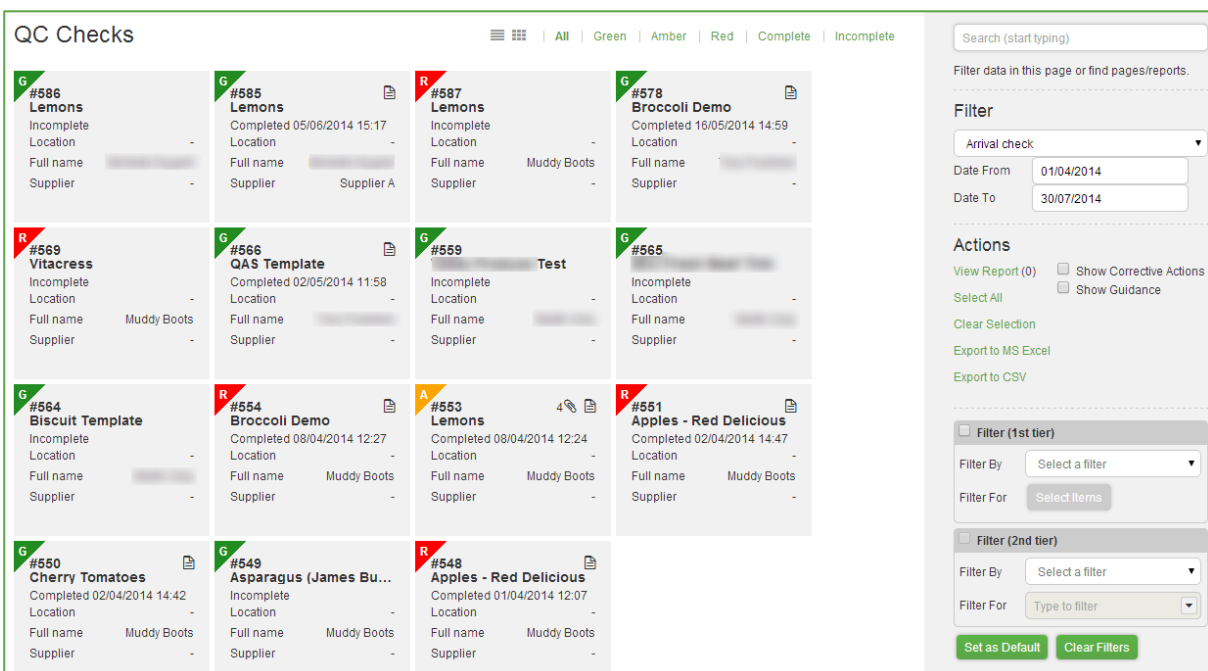 QC Checks
All | Green | Amber | Red | Complete | Incomplete
G
#586
Lemons
Incomplete
Location -
Full name
Supplier -
G
#585
Lemons
Completed 05/06/2014 15:17
Location -
Full name
Supplier Supplier A
R
#587
Lemons
Incomplete
Location -
Full name Muddy Boots
Supplier -
G
#578
Broccoli Demo
Completed 16/05/2014 14:59
Location -
Full name
Supplier -
R
#569
Vitacress
Incomplete
Location -
Full name Muddy Boots
Supplier -
G
#566
QAS Template
Completed 02/05/2014 11:58
Location -
Full name
Supplier -
G
#559
Test
Incomplete
Location -
Full name
Supplier -
G
#565
Incomplete
Location -
Full name
Supplier -
G
#564
Biscuit Template
Incomplete
Location -
Full name
Supplier -
R
#554
Broccoli Demo
Completed 08/04/2014 12:27
Location -
Full name Muddy Boots
Supplier -
A
#553 4
Lemons
Completed 08/04/2014 12:24
Location -
Full name Muddy Boots
Supplier -
R
#551
Apples - Red Delicious
Completed 02/04/2014 14:47
Location -
Full name Muddy Boots
Supplier -
G
#550
Cherry Tomatoes
Completed 02/04/2014 14:42
Location -
Full name Muddy Boots
Supplier -
G
#549
Asparagus (James Bu...
Incomplete
Location -
Full name Muddy Boots
Supplier -
R
#548
Apples - Red Delicious
Completed 01/04/2014 12:07
Location -
Full name Muddy Boots
Supplier -
Search (start typing)
Filter data in this page or find pages/reports.
Filter
Arrival check
Date From 01/04/2014
Date To 30/07/2014
Actions
View Report (0) Show Corrective Actions
Select All Show Guidance
Clear Selection
Export to MS Excel
Export to CSV
Filter (1st tier)
Filter By Select a filter
Filter For Select Items
Filter (2nd tier)
Filter By Select a filter
Filter For Type to filter
Set as Default Clear Filters